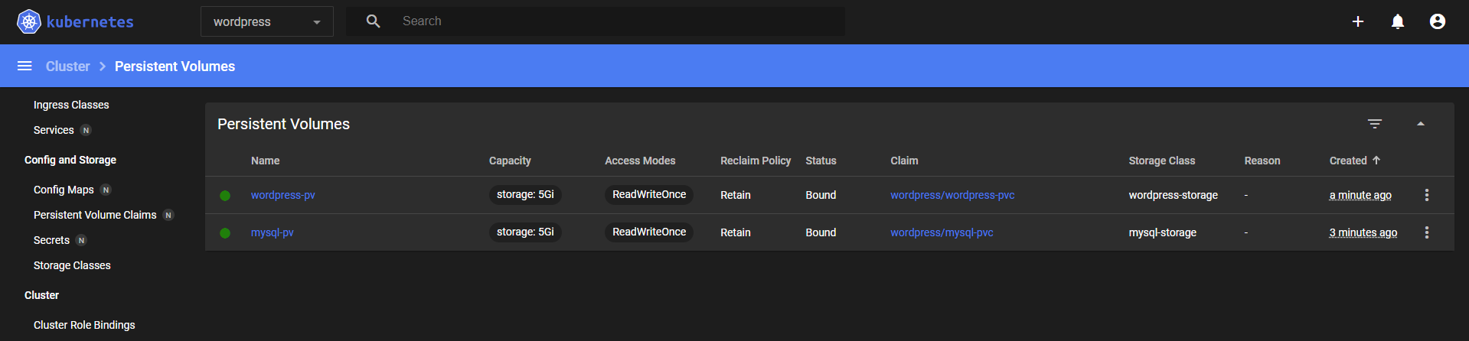 kubernetes wordpress Search
Cluster Persistent Volumes
Ingress Classes
Services N
Config and Storage
Config Maps N
Persistent Volume Claims N
Secrets N
Storage Classes
Cluster
Cluster Role Bindings
Persistent Volumes
Name Capacity Access Modes Reclaim Policy Status Claim Storage Class Reason Created
wordpress-pv storage: 5Gi ReadWriteOnce Retain Bound wordpress/wordpress-pvc wordpress-storage - a minute ago
mysql-pv storage: 5Gi ReadWriteOnce Retain Bound wordpress/mysql-pvc mysql-storage - 3 minutes ago